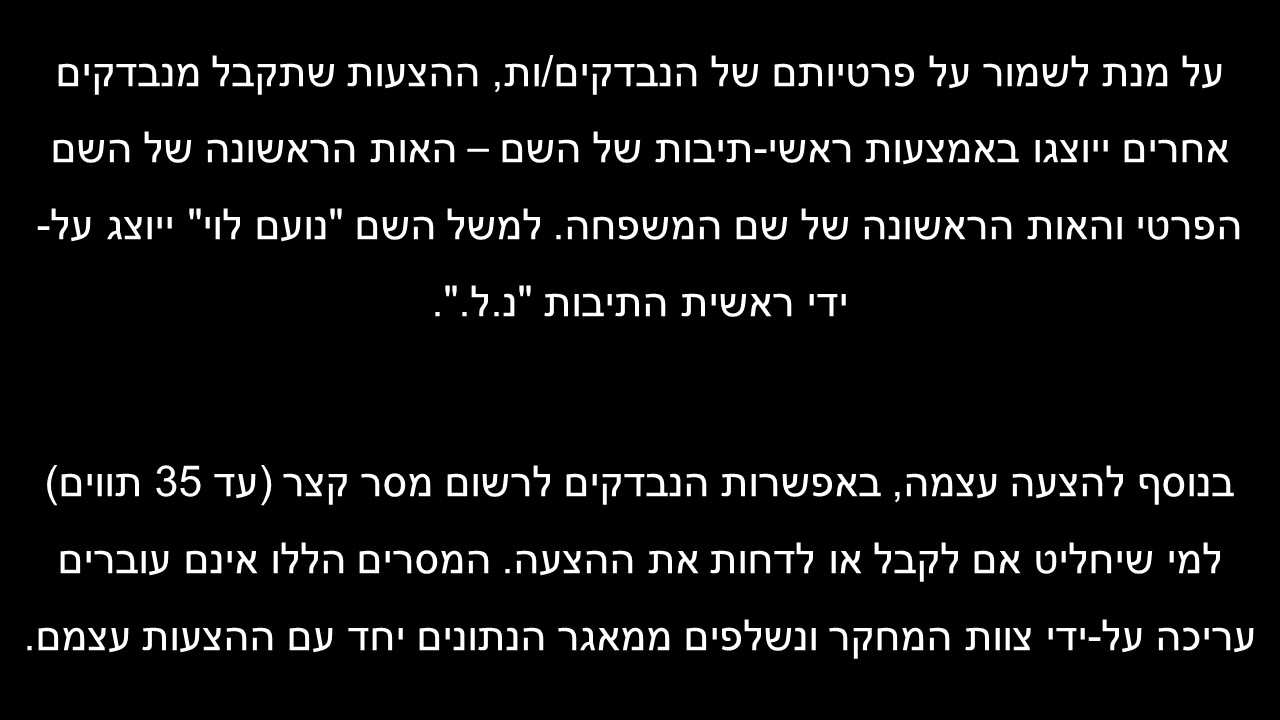 על מנת לשמור על פרטיותם של הנבדקים/ות, ההצעות שתקבל מנבדקים
אחרים ייוצגו באמצעות ראשי-תיבות של השם – האות הראשונה של השם
הפרטי והאות הראשונה של שם המשפחה. למשל השם "נועם לוי" ייוצג על-
ידי ראשית התיבות "נ.ל.".
בנוסף להצעה עצמה, באפשרות הנבדקים לרשום מסר קצר (עד 35 תווים)
למי שיחליט אם לקבל או לדחות את ההצעה. המסרים הללו אינם עוברים
עריכה על-ידי צוות המחקר ונשלפים ממאגר הנתונים יחד עם ההצעות עצמם.